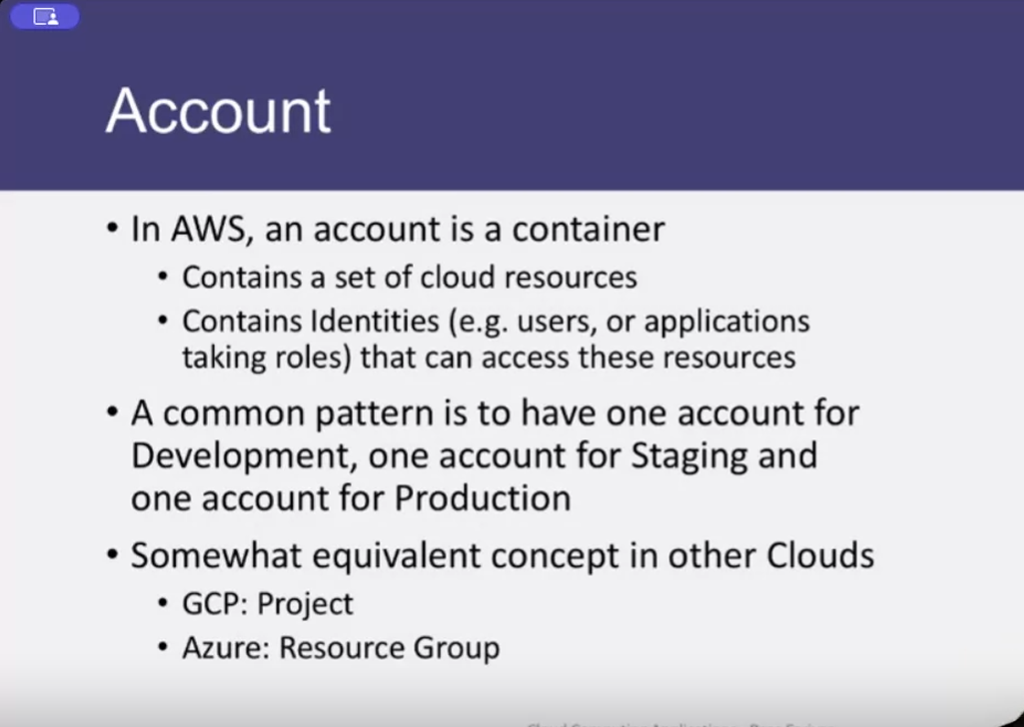 Account
• In AWS, an account is a container
• Contains a set of cloud resources
• Contains Identities (e.g. users, or applications
taking roles) that can access these resources
• A common pattern is to have one account for
Development, one account for Staging and
one account for Production
• Somewhat equivalent concept in other Clouds
• GCP: Project
• Azure: Resource Group